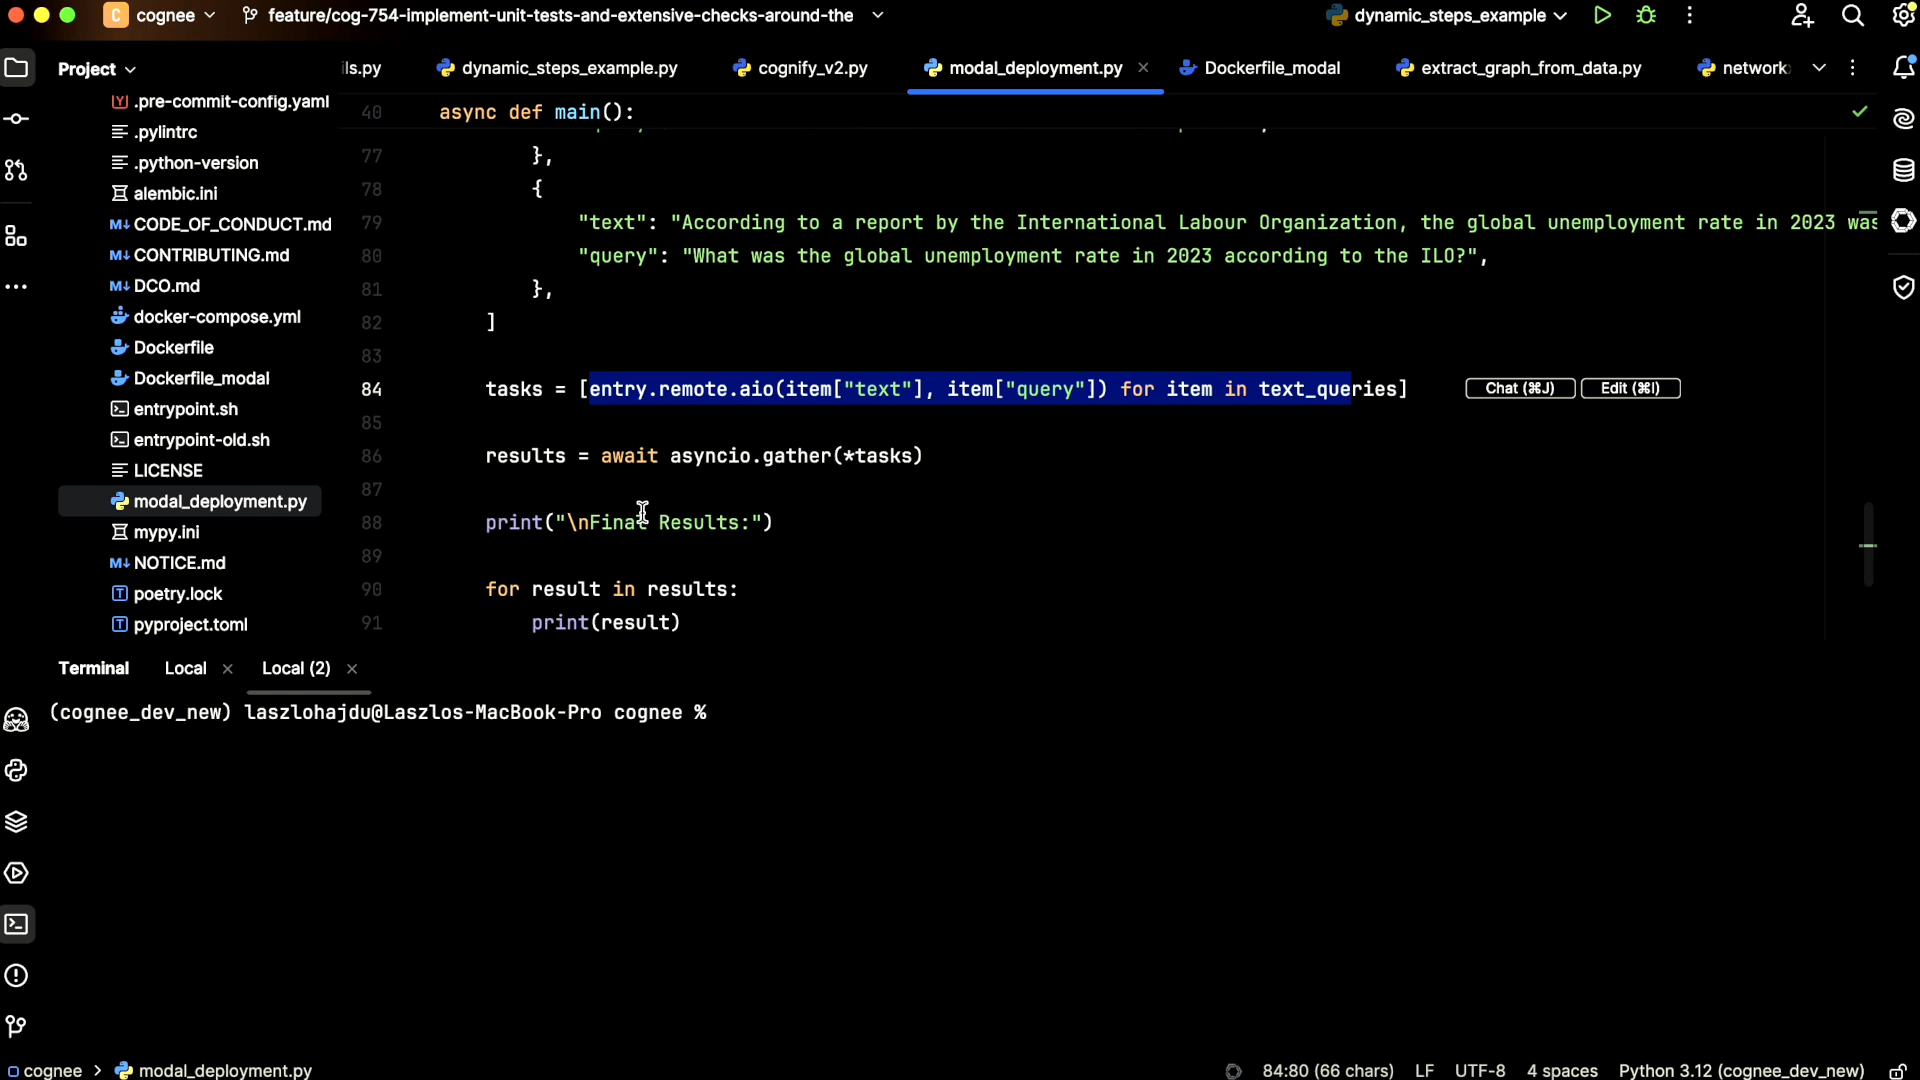 C cognee feature/cog-754-implement-unit-tests-and-extensive-checks-around-the dynamic_steps_example
Project
ls.py dynamic_steps_example.py cognify_v2.py modal_deployment.py Dockerfile_modal extract_graph_from_data.py network
.pre-commit-config.yaml
.pylintrc
.python-version
alembic.ini
CODE_OF_CONDUCT.md
CONTRIBUTING.md
DCO.md
docker-compose.yml
Dockerfile
Dockerfile_modal
entrypoint.sh
entrypoint-old.sh
LICENSE
modal_deployment.py
mypy.ini
NOTICE.md
poetry.lock
pyproject.toml
40 async def main():
77 },
78 {
79 "text": "According to a report by the International Labour Organization, the global unemployment rate in 2023 was
80 "query": "What was the global unemployment rate in 2023 according to the ILO?",
81 },
82 ]
83
84 tasks = [entry.remote.aio(item["text"], item["query"]) for item in text_queries] Chat (⌘J) Edit (⌘I)
85
86 results = await asyncio.gather(*tasks)
87
88 print("\nFinal Results:")
89
90 for result in results:
91 print(result)
Terminal Local Local (2)
(cognee_dev_new) laszlohajdu@Laszlos-MacBook-Pro cognee %
cognee > modal_deployment.py 84:80 (66 chars) LF UTF-8 4 spaces Python 3.12 (cognee_dev_new)